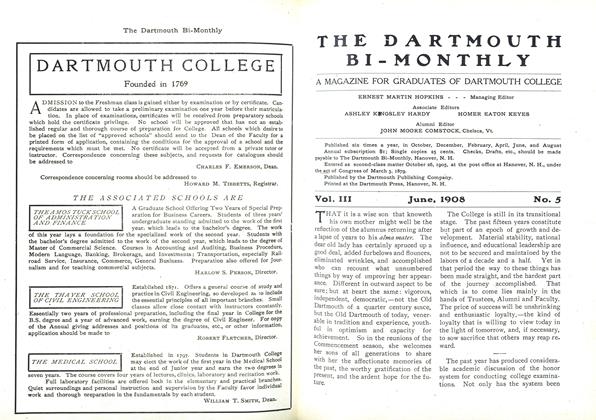 The Dartmouth Bi-Monthly
DARTMOUTH COLLEGE
Founded in 1769
ADMISSION to the Freshman class is gained either by examination or by certificate. Can-
didates are allowed to take a preliminary examination one year before their matricula-
tion. In place of examinations, certificates will be received from preparatory schools
which hold the certificate privilege. No school will be approved that has not an estab-
lished regular and thorough course of preparation for College. All schools which desire to
be placed on the list of "approved schools" should send to the Dean of the Faculty for a
printed form of application, containing the conditions for the approval of a school and the
requirements which must be met. No certificate will be accepted from a private tutor or
instructor. Correspondence concerning these subjects, and requests for catalogues should
be addressed to
CHARLES F. EMERSON, Dean.
Correspondence concerning rooms should be addressed to
HOWARD M. TIBBETTS, Registrar.
THE ASSOCIATED SCHOOLS ARE
THE AMOS TUCK SCHOOL
OF ADMINISTRATION
AND FINANCE
A Graduate School Offering Two Years of Special Prep-
aration for Business Careers. Students of three years'
undergraduate standing admitted to the work of the first
year, which leads to the bachelor's degree. The work
of this year lays a foundation for the specialized work of the second year. Students with
the bachelor's degree admitted to the work of the second year, which leads to the degree of
Master of Commercial Science. Courses in Accounting and Auditing, Business Procedure,
Modern Language, Banking, Brokerage, and Investments; Transportation, especially Rail-
road Service, Insurance, Commerce, General Business. Preparation also offered for jour-
nalism and for teaching commercial subjects.
HARLOW S. PERSON, Director.
THE THAYER SCHOOL
OF CIVIL ENGINEERING
Established 1871. Offers a general course of study and
practice in Civil Engineering, so developed as to include
the essential principles of all important branches. Small
classes allow close contact with Instructors constantly.
Essentially two years of professional preparation, including the final year in College for the
B.S. degree and a year of advanced work, earning the degree of Civil Engineer. For
the Annual giving addresses and positions of its graduates, etc., or other information,
application should be made to
ROBERT FLETCHER, Director.
THE MEDICAL SCHOOL
Established in 1797. Students in Dartmouth College
may elect the work of the first year in the Medical School
at the end of Junior year and earn the two degrees in
seven years. The course covers four years of lectures, clinics, laboratory and recitation work.
Full laboratory facilities are offered both in the elementary and practical branches.
Quiet surroundings and personal instruction and supervision by the Faculty favor individual
work and thorough preparation in the fundamentals by each student.
WILLIAM T. SMITH, Dean.
THE DARTMOUTH
BI-MONTHLY
A MAGAZINE FOR GRADUATES OF DARTMOUTH COLLEGE
ERNEST MARTIN HOPKINS - - - Managing Editor
Associate Editors
ASHLEY KINGSLEY HARDY HOMER EATON KEYES
Alumni Editor
JOHN MOORE COMSTOCK, Chelsea, Vt.
Published six times a year, in October, December, February, April, June, and August
Annual subscription $1; Single copies 20 cents. Checks, Drafts, etc., should be made
payable to The Dartmouth Bi-Monthly, Hanover, N. H.
Entered as second-class matter October 26, 1905, at the post office at Hanover, N. H., under
the act of Congress of March 3, 1879.
Published by the Dartmouth Publishing Company.
Printed at the Dartmouth Press, Hanover, N. H.
Vol. III June, 1908 No. 5
THAT it is a wise son that knoweth
his own mother might well be the
reflection of the alumnus returning after
a lapse of years to his alma mater. The
dear old lady has certainly spruced up a
good deal, added furbelows and flounces,
eliminated wrinkles, and accomplished
who can recount what unnumbered
things by way of improving her appear-
ance. Different in outward aspect to be
sure; but at heart the same: vigorous,
independent, democratic,—not the Old
Dartmouth of a quarter century since,
but the Old Dartmouth of today, vener-
able in tradition and experience, youth-
ful in optimism and capacity for
achievement. So in the reunions of the
Commencement season, she welcomes
her sons of all generations to share
with her the affectionate memories of
the past, the worthy gratification of the
present, and the ardent hope for the fu-
ture.
The College is still in its transitional
stage. The past fifteen years constitute
but part of an epoch of growth and dev-
elopment. Material stability, national
influence, and educational leadership are
not to be secured and maintained by the
labors of a decade and a half. Yet in
that period the way to these things has
been made straight, and the hardest part
of the journey accomplished. That
which is to come lies mainly in the
hands of Trustees, Alumni and Faculty.
The price of success will be unshrinking
and enthusiastic loyalty,—the kind of
loyalty that is willing to view today in
the light of tomorrow, and, if necessary,
to sow sacrifice that others may reap re-
ward.
The past year has produced considera-
ble academic discussion of the honor
system for conducting college examina-
tions. Not only has the system been